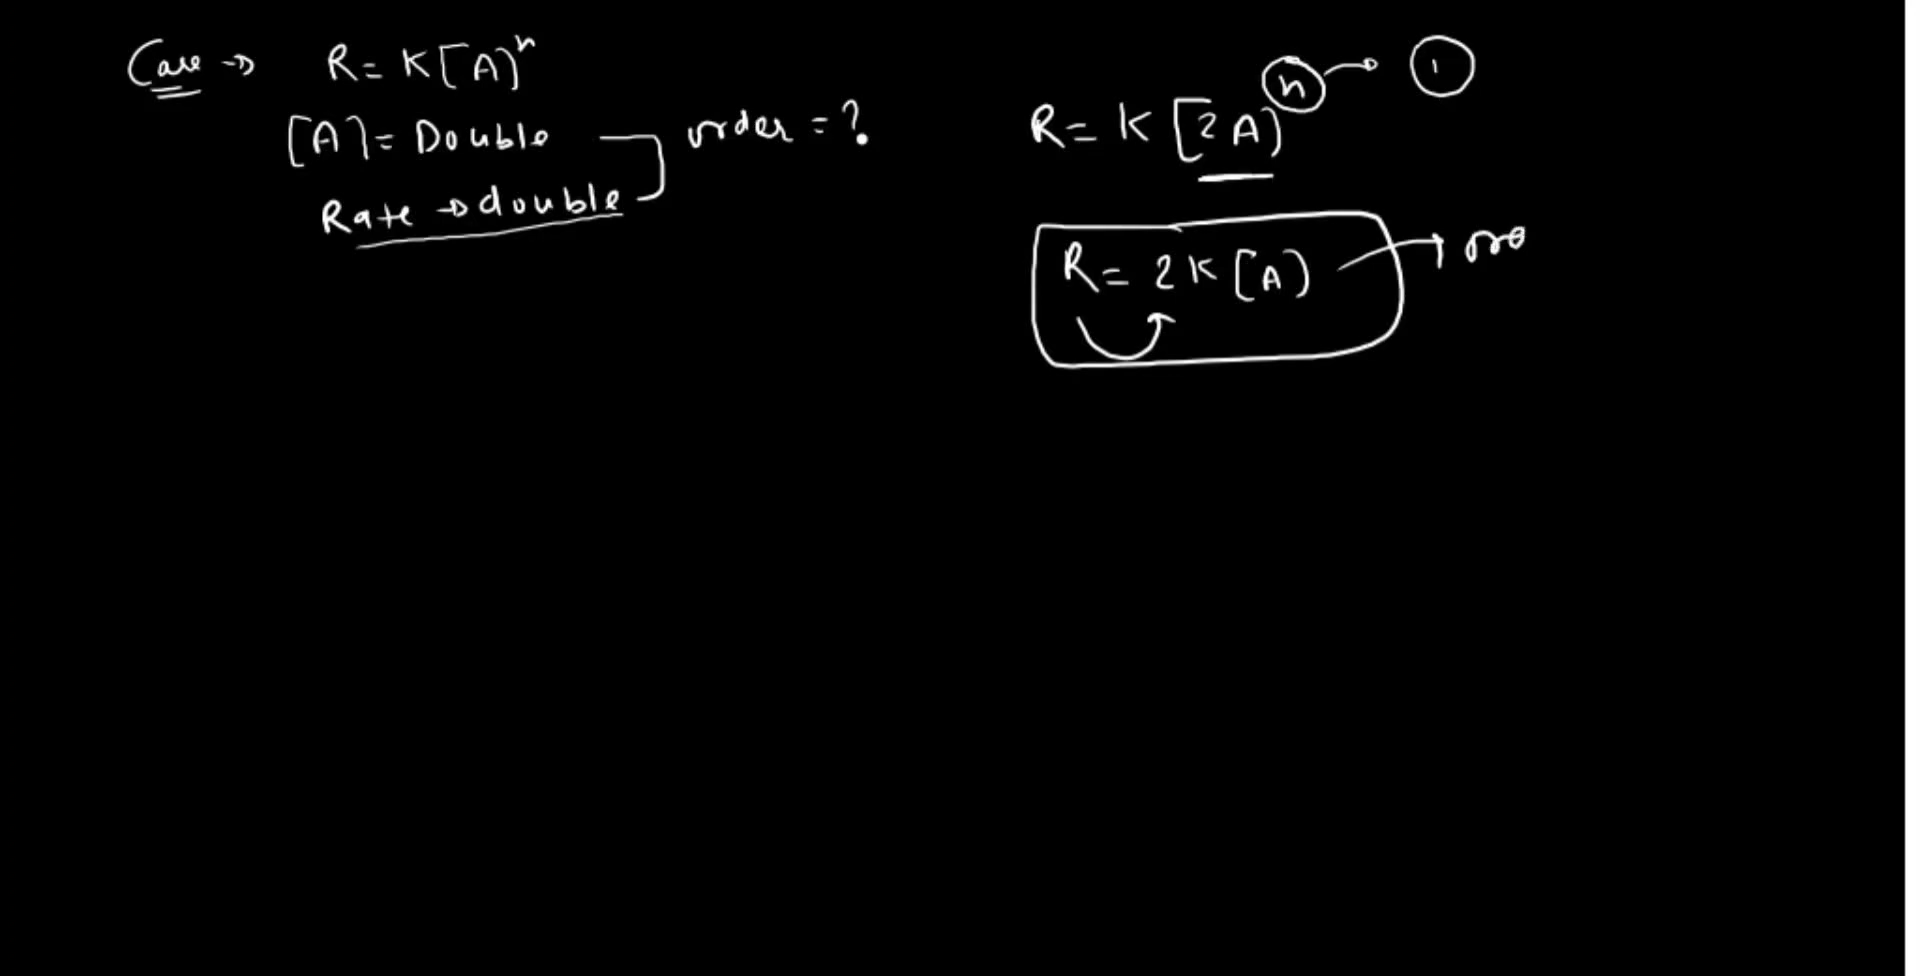 Case → R = K[A]^n
[A] = Double
Rate → double
order = ?
R = K[2A]^n → 1
R = 2K[A] →